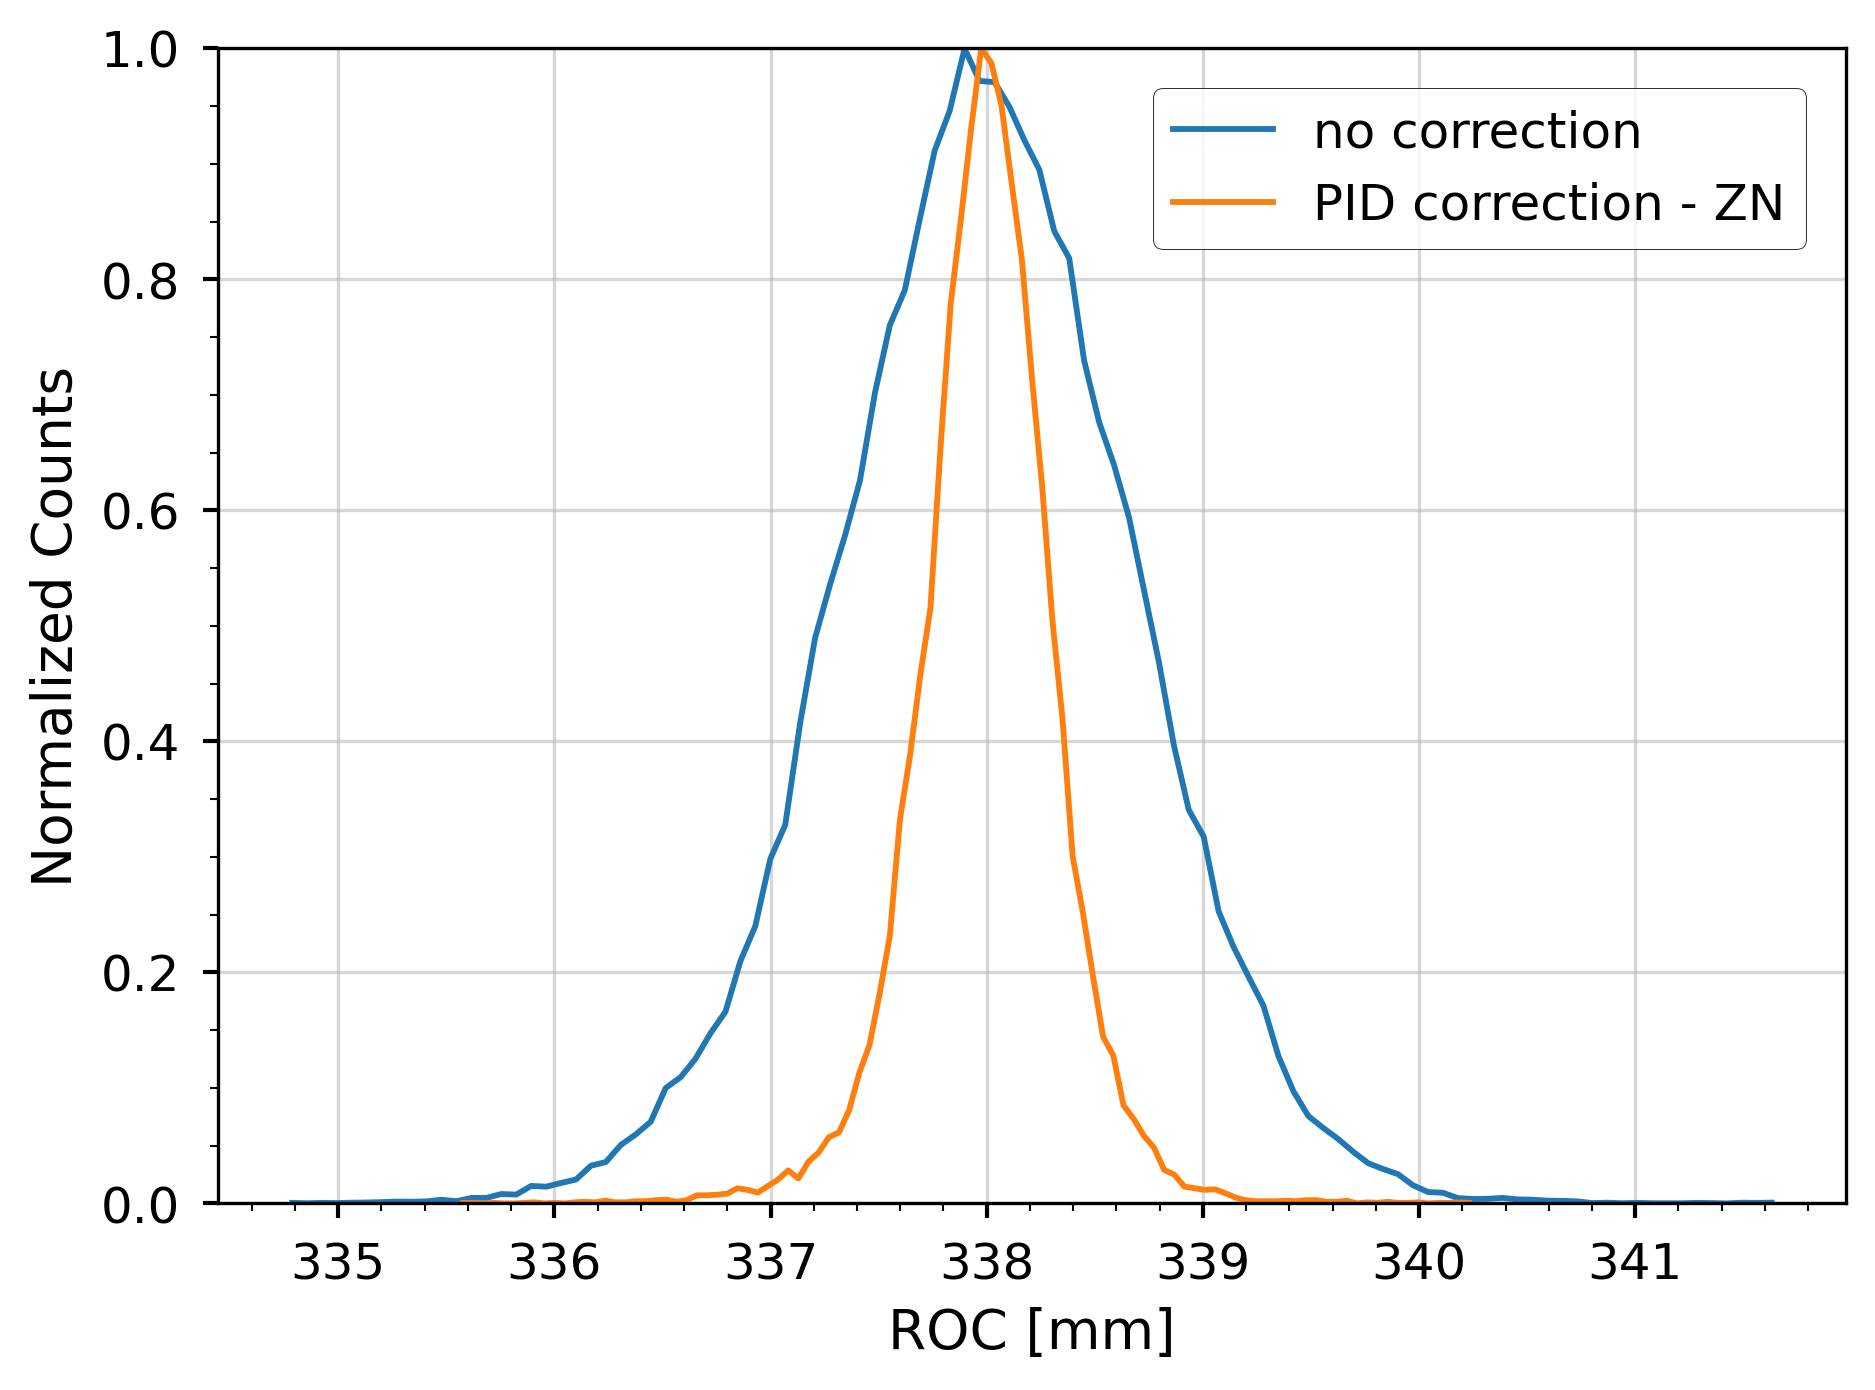 1.0
0.8
0.6
0.4
0.2
0.0
Normalized Counts
no correction
PID correction - ZN
335 336 337 338 339 340 341
ROC [mm]